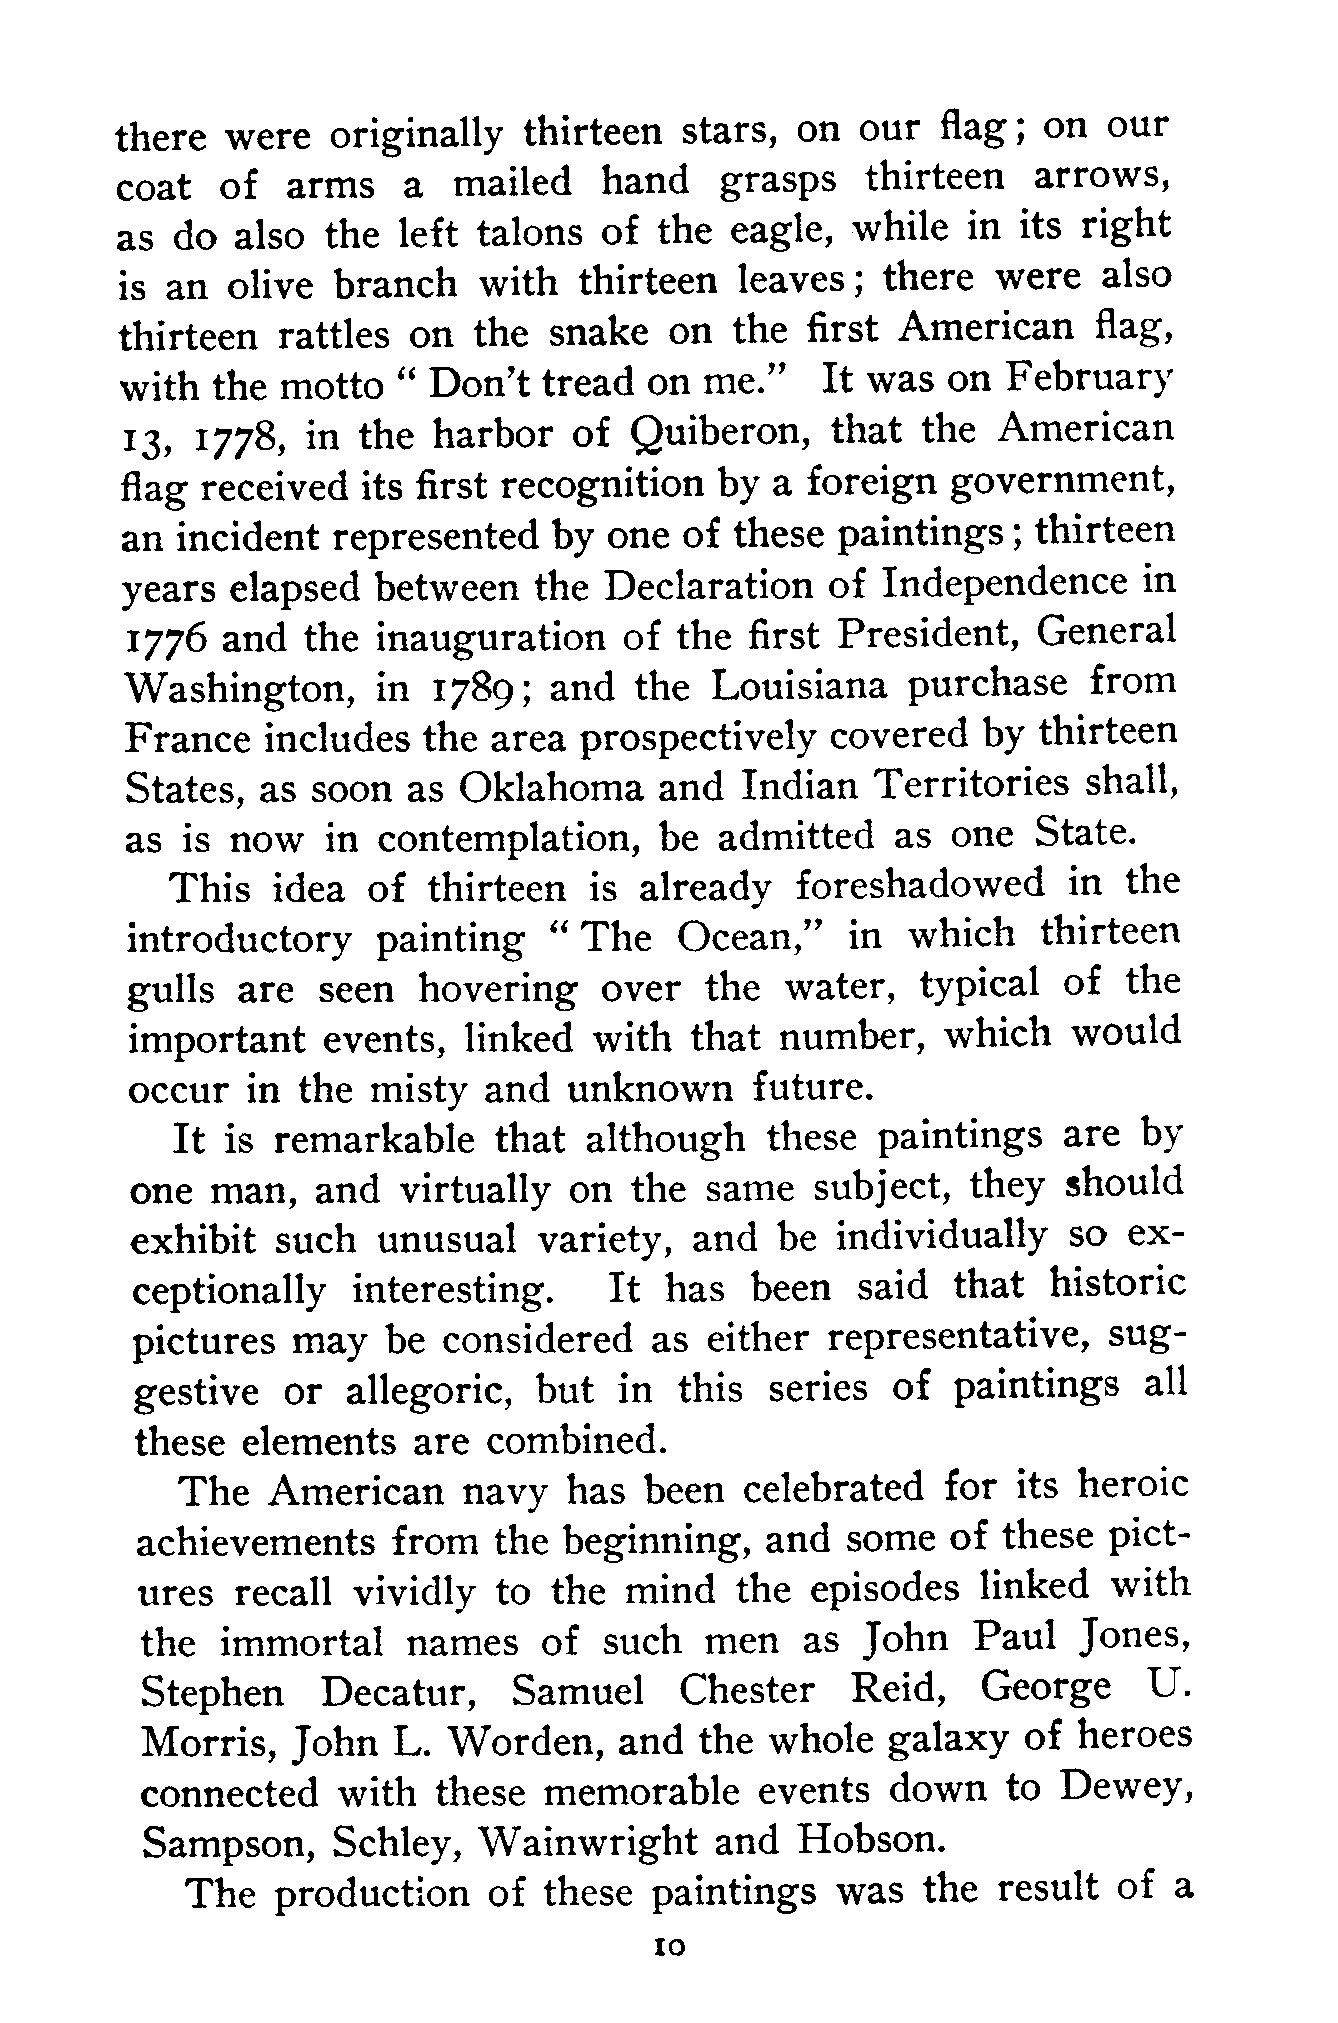 there were originally thirteen stars, on our flag; on our
coat of arms a mailed hand grasps thirteen arrows,
as do also the left talons of the eagle, while in its right
is an olive branch with thirteen leaves; there were also
thirteen rattles on the snake on the first American flag,
with the motto “ Don't tread on me.” It was on February
13, 1778, in the harbor of Quiberon, that the American
flag received its first recognition by a foreign government,
an incident represented by one of these paintings; thirteen
years elapsed between the Declaration of Independence in
1776 and the inauguration of the first President, General
Washington, in 1789; and the Louisiana purchase from
France includes the area prospectively covered by thirteen
States, as soon as Oklahoma and Indian Territories shall,
as is now in contemplation, be admitted as one State.
This idea of thirteen is already foreshadowed in the
introductory painting “ The Ocean,” in which thirteen
gulls are seen hovering over the water, typical of the
important events, linked with that number, which would
occur in the misty and unknown future.
It is remarkable that although these paintings are by
one man, and virtually on the same subject, they should
exhibit such unusual variety, and be individually so ex-
ceptionally interesting. It has been said that historic
pictures may be considered as either representative, sug-
gestive or allegoric, but in this series of paintings all
these elements are combined.
The American navy has been celebrated for its heroic
achievements from the beginning, and some of these pict-
ures recall vividly to the mind the episodes linked with
the immortal names of such men as John Paul Jones,
Stephen Decatur, Samuel Chester Reid, George U.
Morris, John L. Worden, and the whole galaxy of heroes
connected with these memorable events down to Dewey,
Sampson, Schley, Wainwright and Hobson.
The production of these paintings was the result of a
10